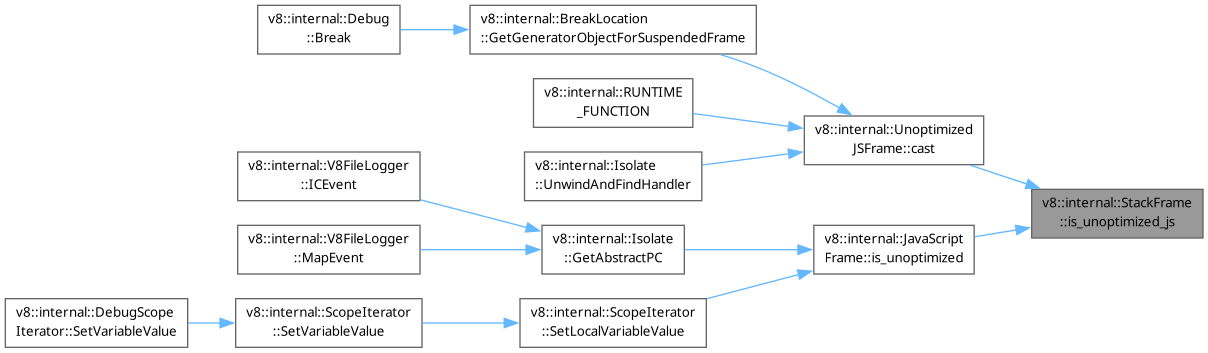 v8::internal::Debug
::Break
v8::internal::BreakLocation
::GetGeneratorObjectForSuspendedFrame
v8::internal::RUNTIME
_FUNCTION
v8::internal::Unoptimized
JSFrame::cast
v8::internal::Isolate
::UnwindAndFindHandler
v8::internal::V8FileLogger
::ICEvent
v8::internal::StackFrame
::is_unoptimized_js
v8::internal::V8FileLogger
::MapEvent
v8::internal::Isolate
::GetAbstractPC
v8::internal::JavaScript
Frame::is_unoptimized
v8::internal::DebugScope
Iterator::SetVariableValue
v8::internal::ScopeIterator
::SetVariableValue
v8::internal::ScopeIterator
::SetLocalVariableValue